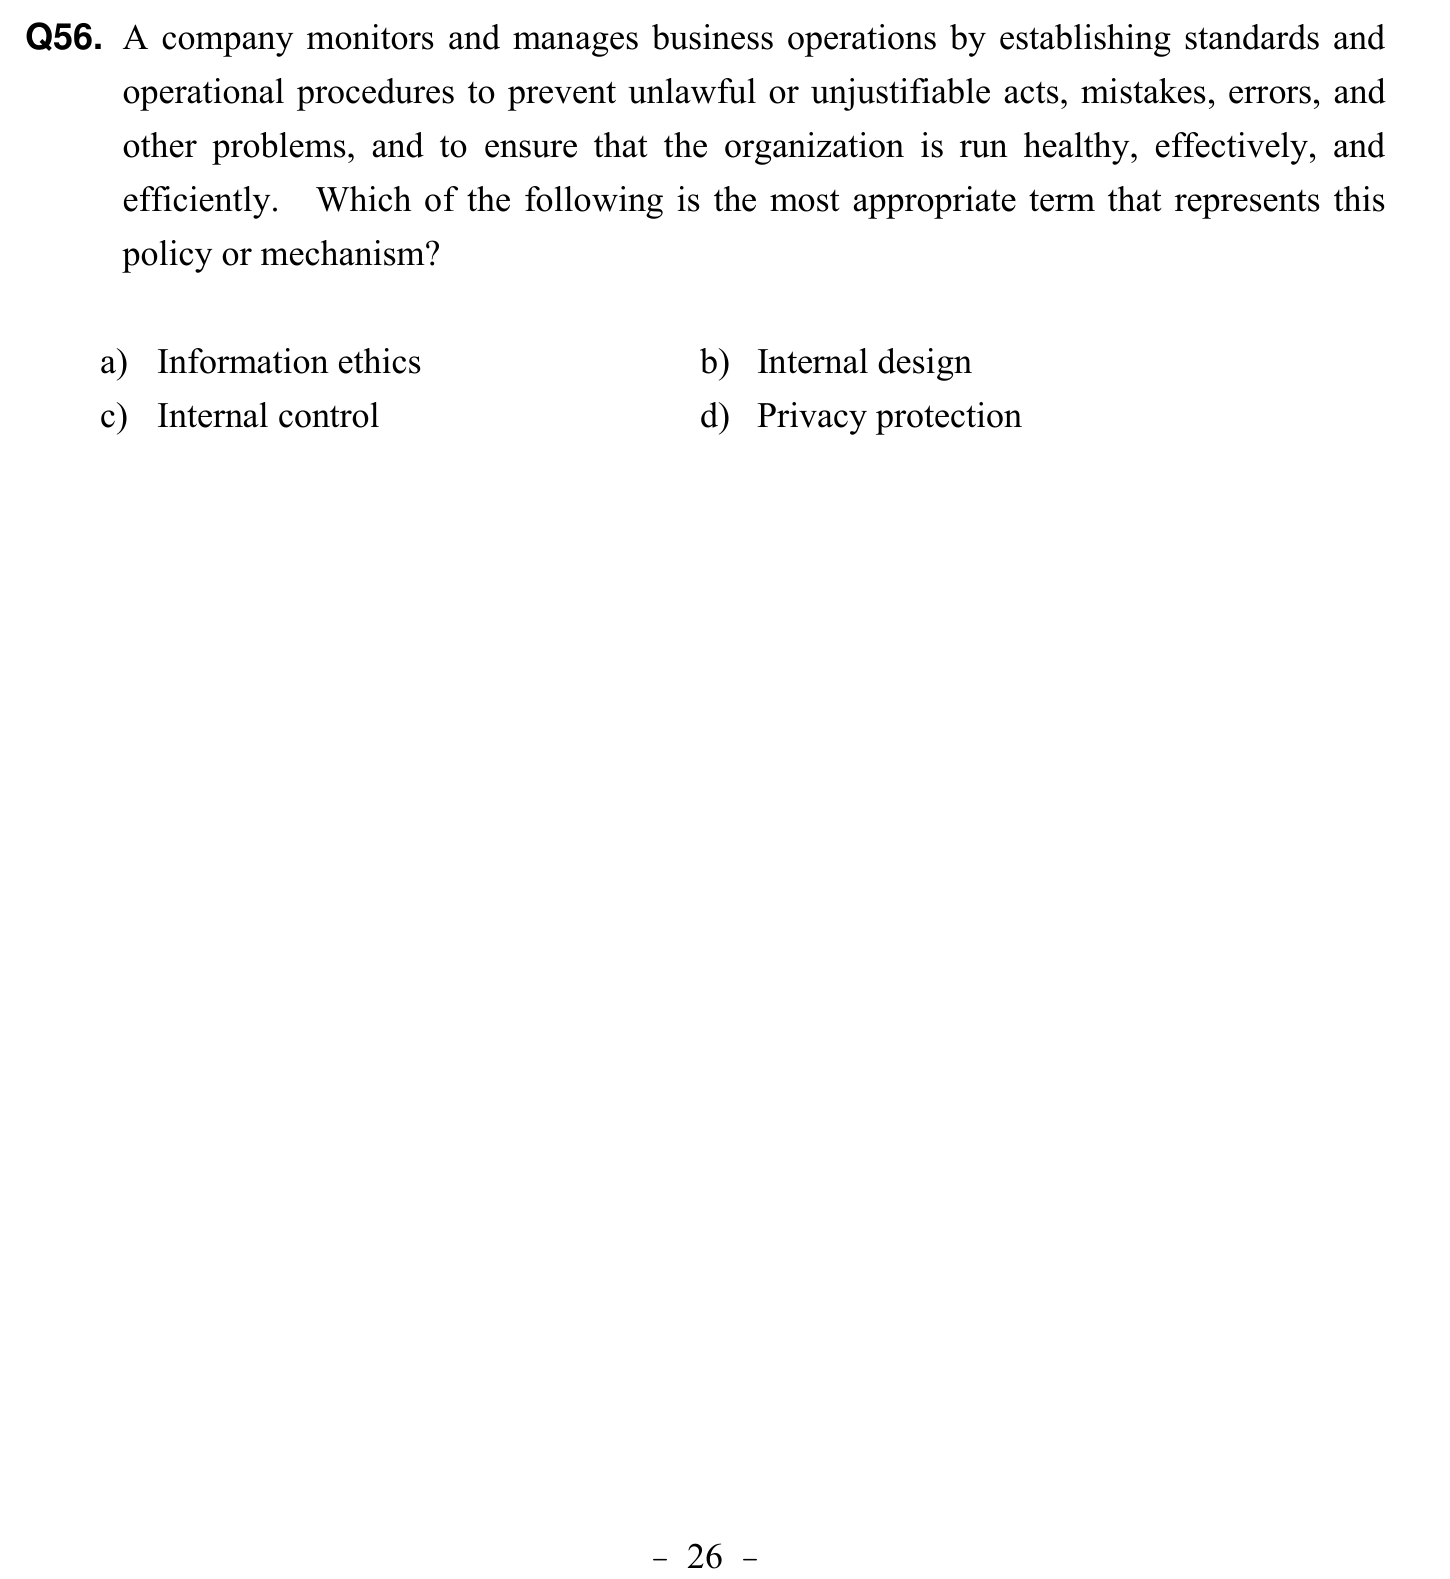 Q56. A company monitors and manages business operations by establishing standards and
operational procedures to prevent unlawful or unjustifiable acts, mistakes, errors, and
other problems, and to ensure that the organization is run healthy, effectively, and
efficiently. Which of the following is the most appropriate term that represents this
policy or mechanism?
a) Information ethics b) Internal design
c) Internal control d) Privacy protection
– 26 –